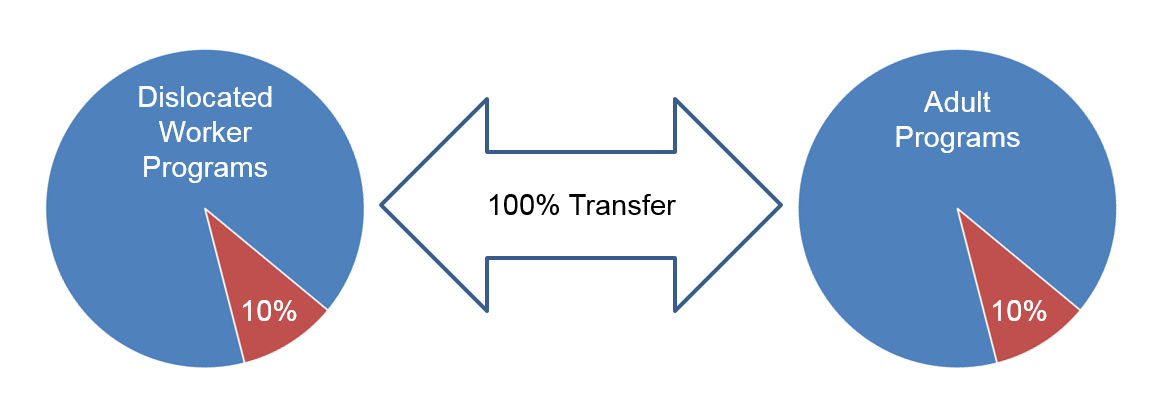 Dislocated
Worker
Programs
10%
100% Transfer
Adult
Programs
10%